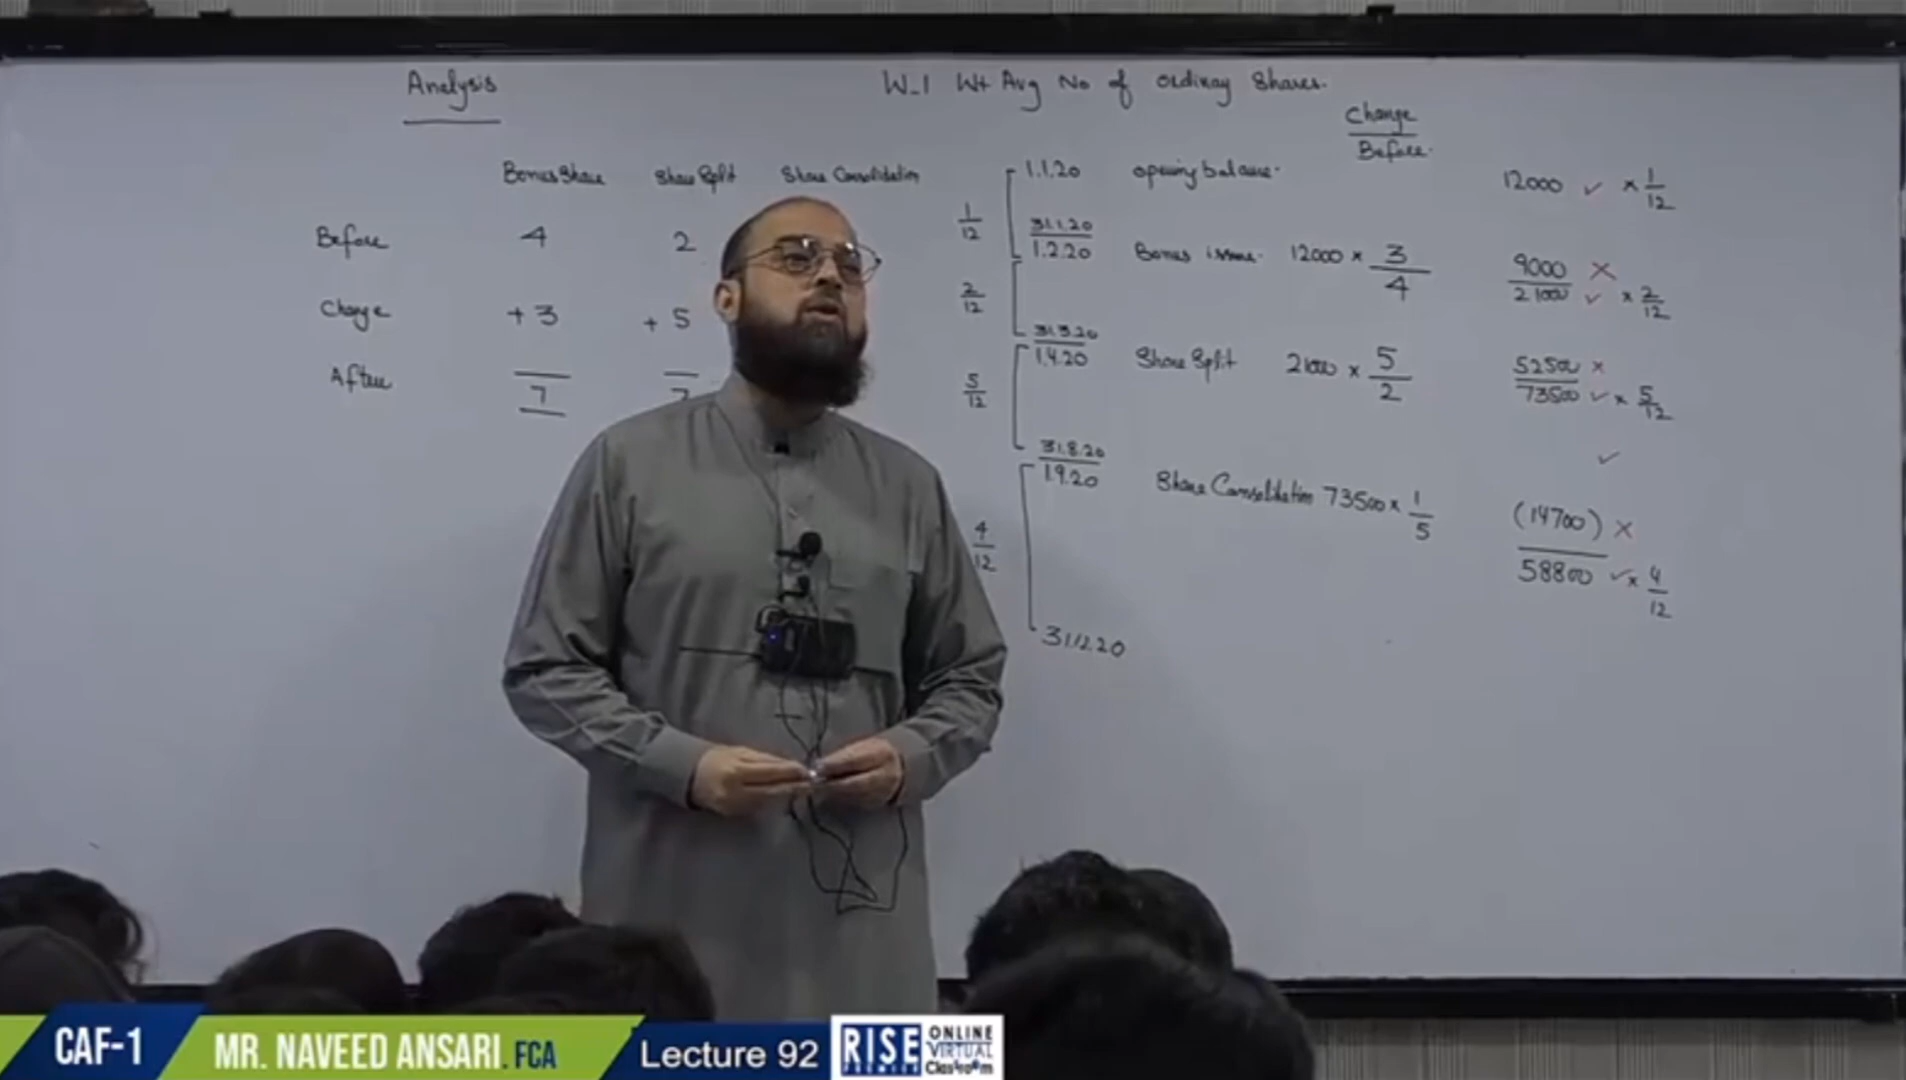 Analysis
W-1 Wt Avg No of Ordinary Shares.
Change
Before.
Bonus Share Share Split Share Consolidation
Before 4 2
Change +3 +5
After 7 7
1.1.20 opening balance. 12000 ✓ × 1/12
1/12
31.1.20
1.2.20 Bonus issue. 12000 × 3/4 9000 ×
21000 ✓ × 2/12
2/12
31.3.20
1.4.20 Share Split 21000 × 5/2 52500 ×
73500 ✓ × 5/12
5/12
31.8.20
✓
1.9.20 Share Consolidation 73500 × 1/5 (14700) ×
58800 ✓ × 4/12
4/12
31.12.20
CAF-1
MR. NAVEED ANSARI. FCA
Lecture 92
RISE
PREMIER
ONLINE
VIRTUAL
Classroom